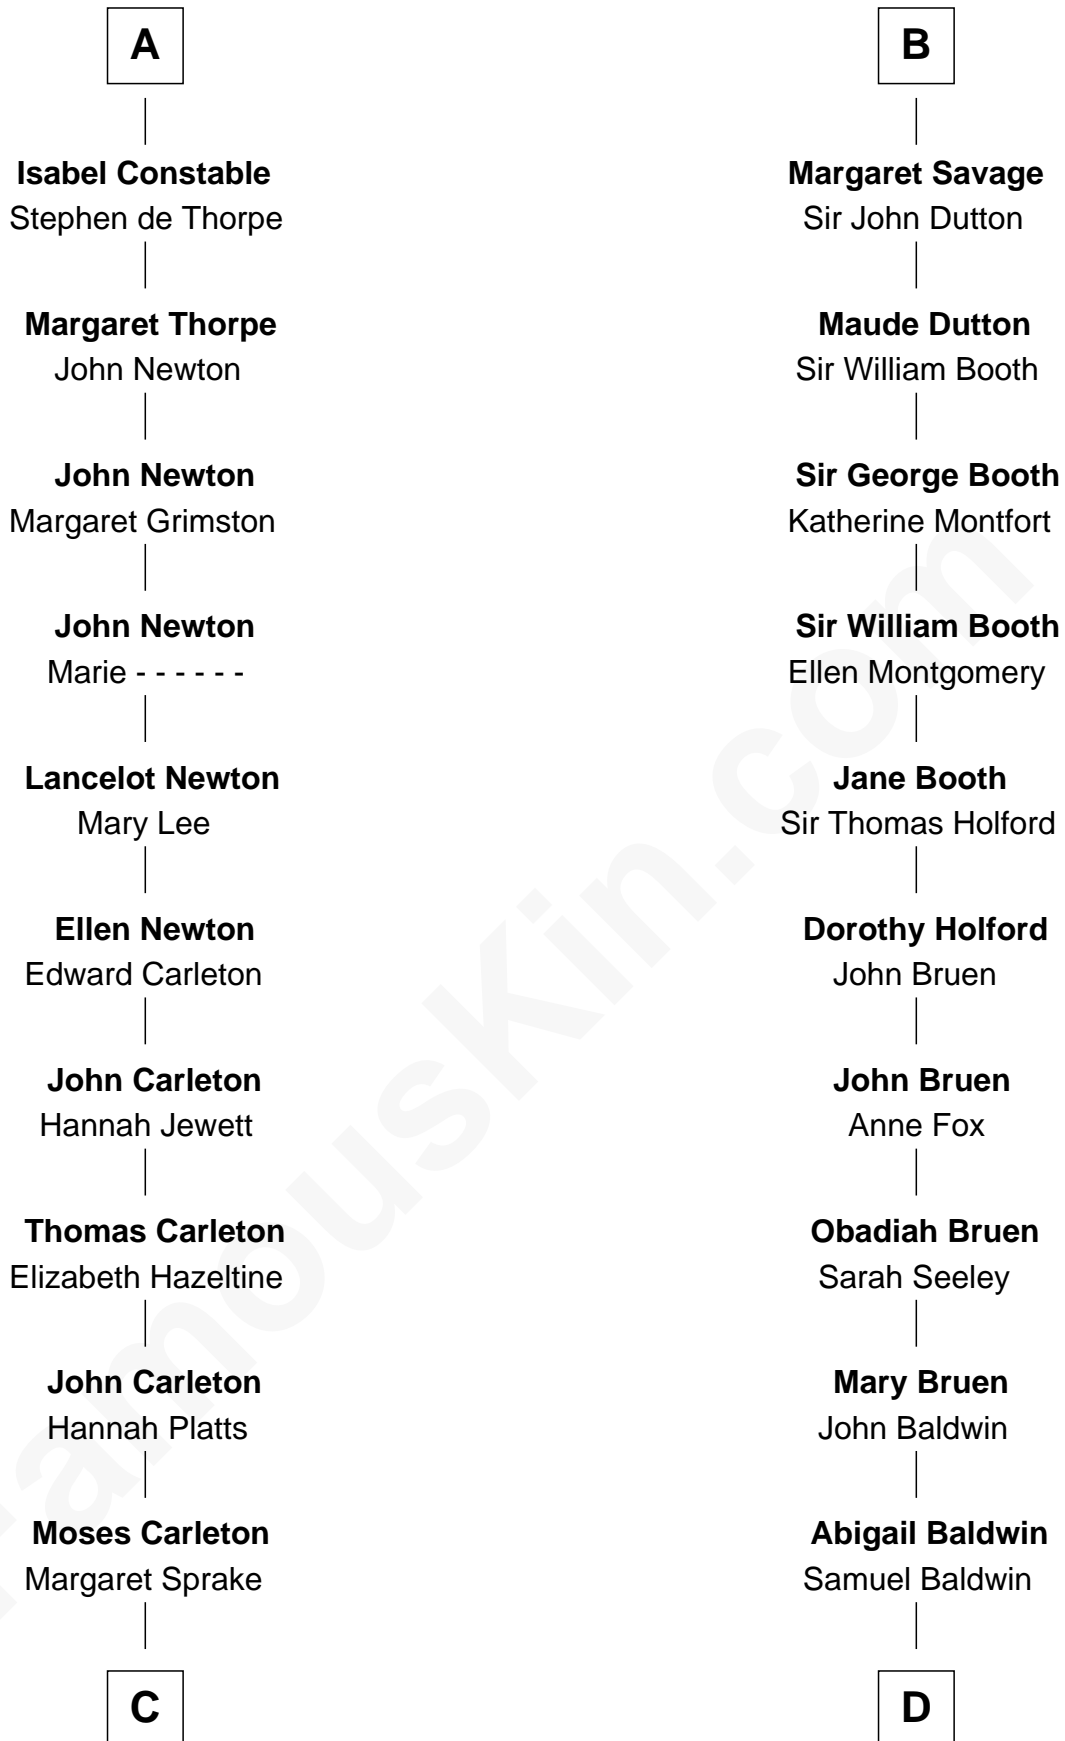 A
Isabel Constable
Stephen de Thorpe
Margaret Thorpe
John Newton
John Newton
Margaret Grimston
John Newton
Marie - - - - - -
Lancelot Newton
Mary Lee
Ellen Newton
Edward Carleton
John Carleton
Hannah Jewett
Thomas Carleton
Elizabeth Hazeltine
John Carleton
Hannah Platts
Moses Carleton
Margaret Sprake
C
B
Margaret Savage
Sir John Dutton
Maude Dutton
Sir William Booth
Sir George Booth
Katherine Montfort
Sir William Booth
Ellen Montgomery
Jane Booth
Sir Thomas Holford
Dorothy Holford
John Bruen
John Bruen
Anne Fox
Obadiah Bruen
Sarah Seeley
Mary Bruen
John Baldwin
Abigail Baldwin
Samuel Baldwin
D
FamousKin.com